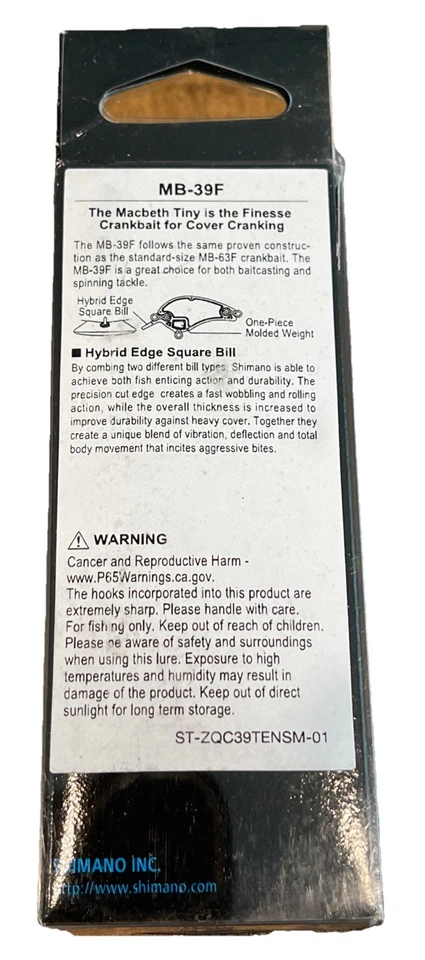 MB-39F
The Macbeth Tiny is the Finesse
Crankbait for Cover Cranking
The MB-39F follows the same proven construc-
tion as the standard-size MB-63F crankbait. The
MB-39F is a great choice for both baitcasting and
spinning tackle.
Hybrid Edge
Square Bill
One-Piece
Molded Weight
■ Hybrid Edge Square Bill
By combing two different bill types, Shimano is able to
achieve both fish enticing action and durability. The
precision cut edge creates a fast wobbling and rolling
action, while the overall thickness is increased to
improve durability against heavy cover. Together they
create a unique blend of vibration, deflection and total
body movement that incites aggressive bites.
⚠ WARNING
Cancer and Reproductive Harm -
www.P65Warnings.ca.gov.
The hooks incorporated into this product are
extremely sharp. Please handle with care.
For fishing only. Keep out of reach of children.
Please be aware of safety and surroundings
when using this lure. Exposure to high
temperatures and humidity may result in
damage of the product. Keep out of direct
sunlight for long term storage.
ST-ZQC39TENSM-01
SHIMANO INC.
http://www.shimano.com